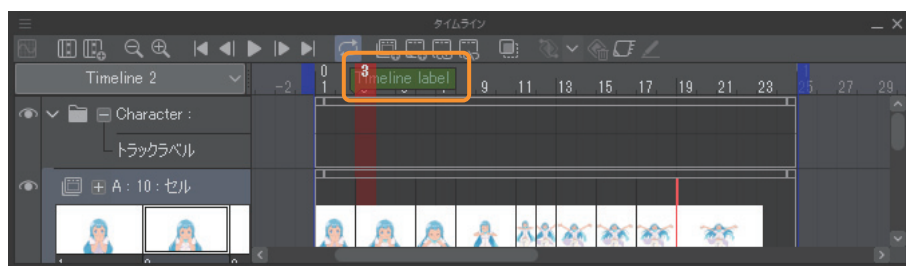 タイムライン
Timeline 2
-2 0 1 3 Timeline label 9 11 13 15 17 19 21 23 25 27 29
Character :
トラックラベル
A : 10 : セル